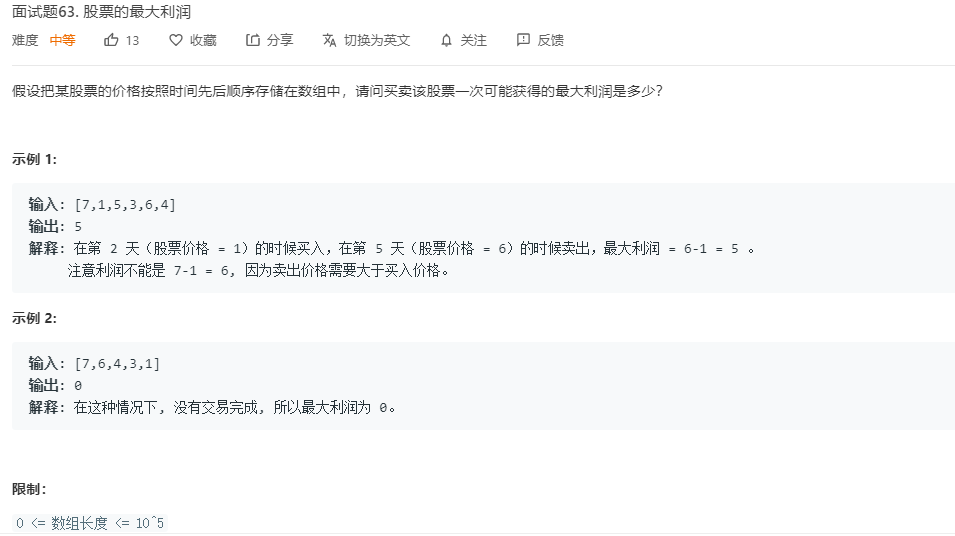 面试题63. 股票的最大利润
难度 中等 13 收藏 分享 切换为英文 关注 反馈
假设把某股票的价格按照时间先后顺序存储在数组中，请问买卖该股票一次可能获得的最大利润是多少？
示例 1:
输入: [7,1,5,3,6,4]
输出: 5
解释: 在第 2 天（股票价格 = 1）的时候买入，在第 5 天（股票价格 = 6）的时候卖出，最大利润 = 6-1 = 5 。
注意利润不能是 7-1 = 6, 因为卖出价格需要大于买入价格。
示例 2:
输入: [7,6,4,3,1]
输出: 0
解释: 在这种情况下, 没有交易完成, 所以最大利润为 0。
限制：
0 <= 数组长度 <= 10^5